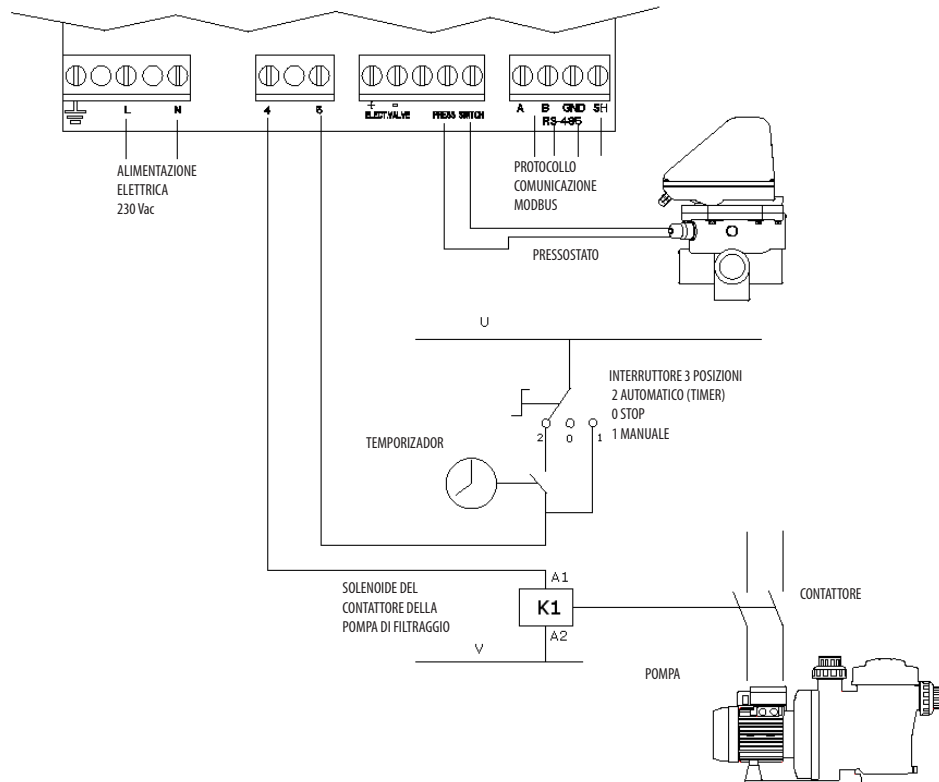 L N 4 5 + - A B GND SH
ELECT.VALVE PRESS SWITCH RS-485
ALIMENTAZIONE
ELETTRICA
230 Vac
PROTOCOLLO
COMUNICAZIONE
MODBUS
PRESSOSTATO
U
INTERRUTTORE 3 POSIZIONI
2 AUTOMATICO (TIMER)
0 STOP
1 MANUALE
2 0 1
TEMPORIZADOR
A1
SOLENOIDE DEL
CONTATTORE DELLA
POMPA DI FILTRAGGIO
K1
CONTATTORE
A2
V
POMPA